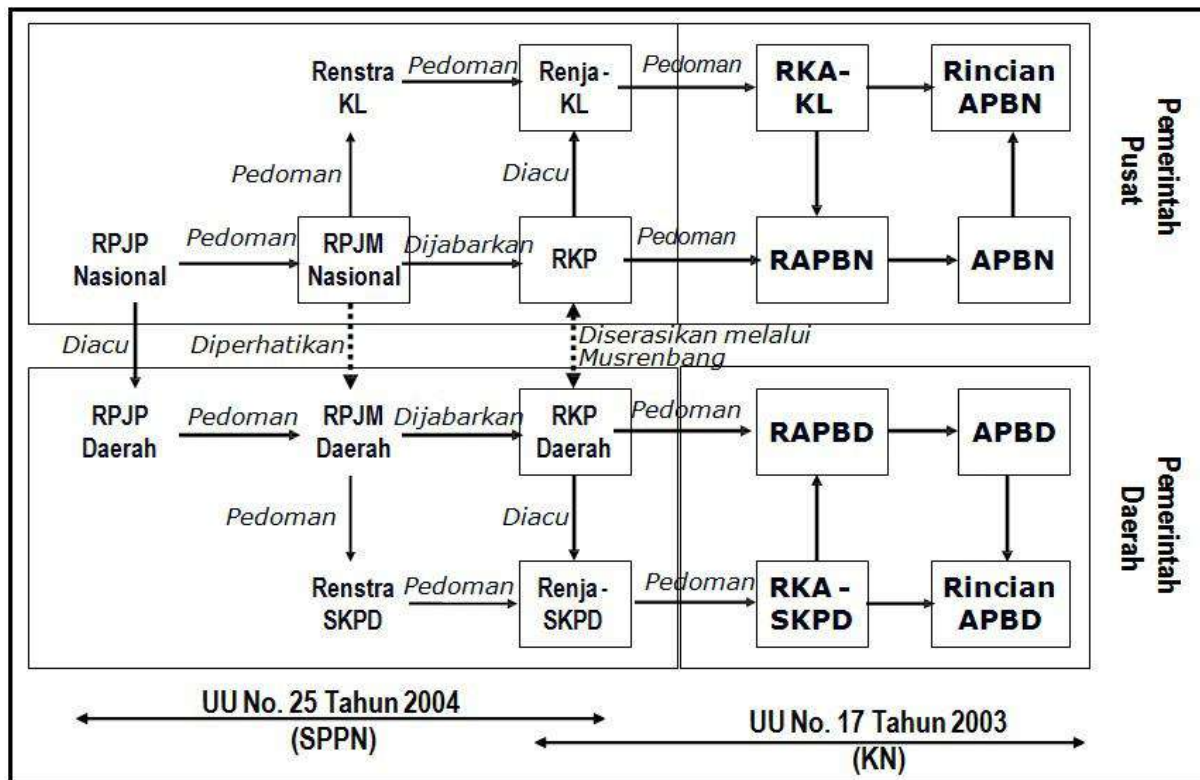 Renstra
KL
Pedoman
Renja -
KL
Pedoman
RKA-
KL
Rincian
APBN
Pemerintah
Pusat
Pedoman
Diacu
RPJP
Nasional
Pedoman
RPJM
Nasional
Dijabarkan
RKP
Pedoman
RAPBN
APBN
Diacu
Diperhatikan
Diserasikan melalui
Musrenbang
RPJP
Daerah
Pedoman
RPJM
Daerah
Dijabarkan
RKP
Daerah
Pedoman
RAPBD
APBD
Pemerintah
Daerah
Pedoman
Diacu
Renstra
SKPD
Pedoman
Renja -
SKPD
Pedoman
RKA -
SKPD
Rincian
APBD
UU No. 25 Tahun 2004
(SPPN)
UU No. 17 Tahun 2003
(KN)